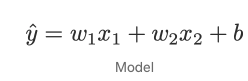 ŷ = w₁x₁ + w₂x₂ + b
Model